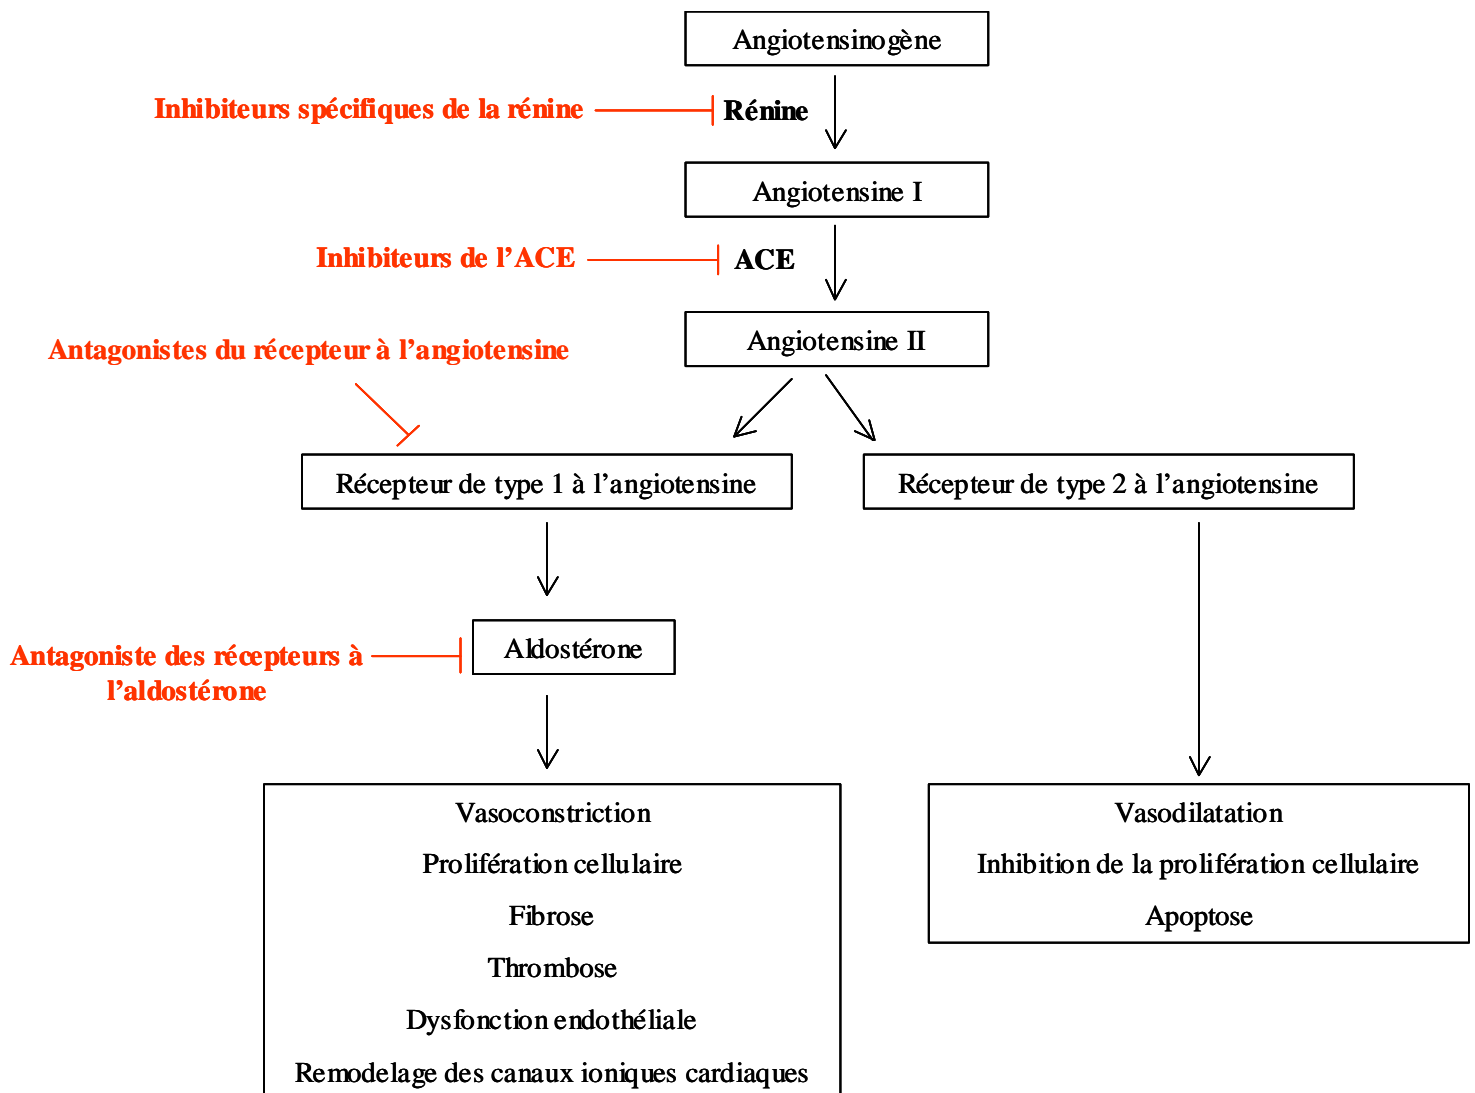 Angiotensinogène
Inhibiteurs spécifiques de la rénine
Rénine
Angiotensine I
Inhibiteurs de l’ACE
ACE
Angiotensine II
Antagonistes du récepteur à l’angiotensine
Récepteur de type 1 à l’angiotensine
Récepteur de type 2 à l’angiotensine
Aldostérone
Antagoniste des récepteurs à
l’aldostérone
Vasoconstriction
Prolifération cellulaire
Fibrose
Thrombose
Dysfonction endothéliale
Remodelage des canaux ioniques cardiaques
Vasodilatation
Inhibition de la prolifération cellulaire
Apoptose